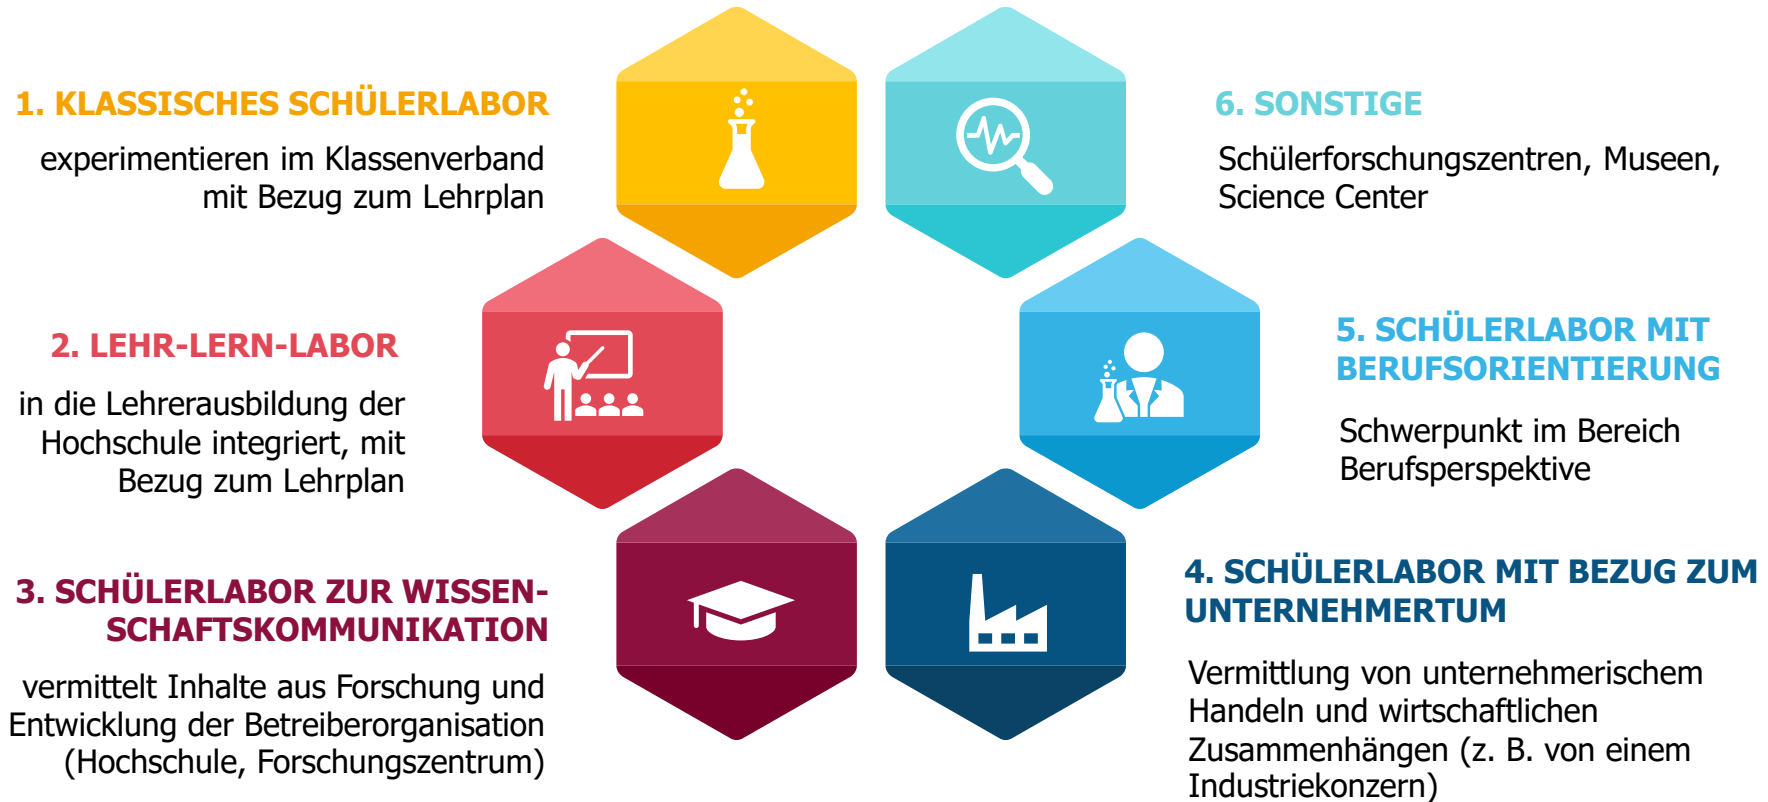 1. KLASSISCHES SCHÜLERLABOR
experimentieren im Klassenverband
mit Bezug zum Lehrplan
2. LEHR-LERN-LABOR
in die Lehrerausbildung der
Hochschule integriert, mit
Bezug zum Lehrplan
3. SCHÜLERLABOR ZUR WISSEN-
SCHAFTSKOMMUNIKATION
vermittelt Inhalte aus Forschung und
Entwicklung der Betreiberorganisation
(Hochschule, Forschungszentrum)
4. SCHÜLERLABOR MIT BEZUG ZUM
UNTERNEHMERTUM
Vermittlung von unternehmerischem
Handeln und wirtschaftlichen
Zusammenhängen (z. B. von einem
Industriekonzern)
5. SCHÜLERLABOR MIT
BERUFSORIENTIERUNG
Schwerpunkt im Bereich
Berufsperspektive
6. SONSTIGE
Schülerforschungszentren, Museen,
Science Center